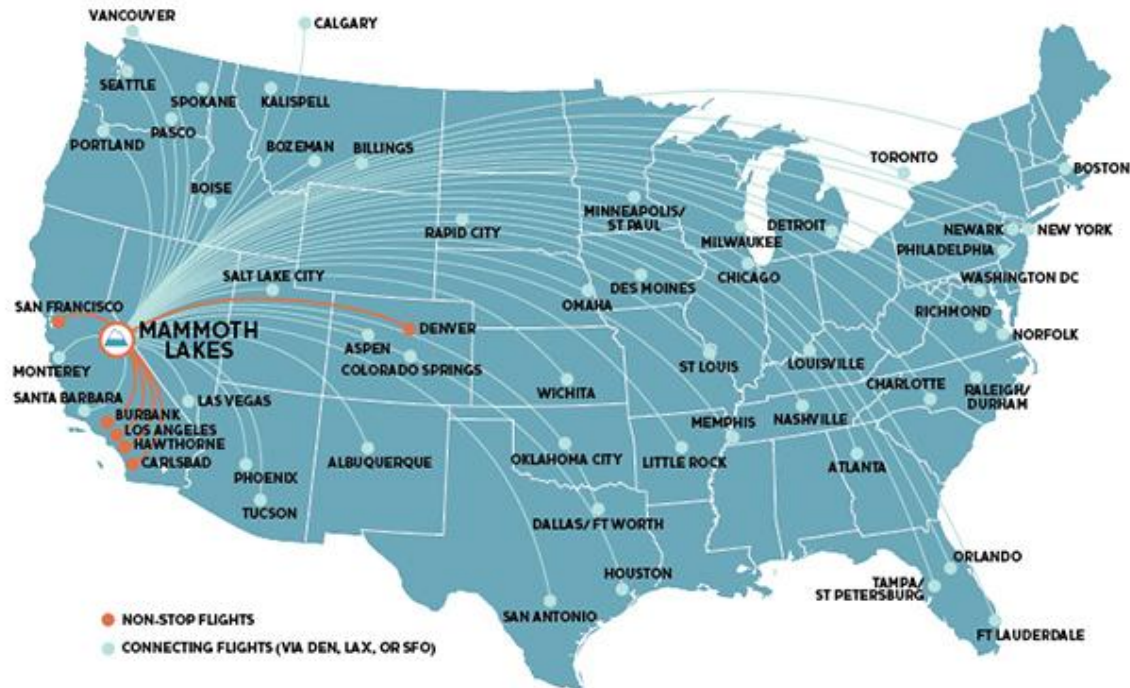 VANCOUVER
CALGARY
SEATTLE
SPOKANE
KALISPELL
PASCO
PORTLAND
BOZEMAN
BILLINGS
TORONTO
BOSTON
BOISE
MINNEAPOLIS/
ST PAUL
DETROIT
RAPID CITY
MILWAUKEE
NEWARK
NEW YORK
PHILADELPHIA
SALT LAKE CITY
CHICAGO
WASHINGTON DC
DES MOINES
OMAHA
SAN FRANCISCO
RICHMOND
NORFOLK
MAMMOTH
LAKES
DENVER
ASPEN
COLORADO SPRINGS
ST LOUIS
LOUISVILLE
MONTEREY
CHARLOTTE
RALEIGH/
DURHAM
WICHITA
SANTA BARBARA
LAS VEGAS
BURBANK
LOS ANGELES
HAWTHORNE
CARLSBAD
NASHVILLE
MEMPHIS
ALBUQUERQUE
OKLAHOMA CITY
LITTLE ROCK
ATLANTA
PHOENIX
TUCSON
DALLAS/FT WORTH
ORLANDO
HOUSTON
TAMPA/
ST PETERSBURG
SAN ANTONIO
FT LAUDERDALE
NON-STOP FLIGHTS
CONNECTING FLIGHTS (VIA DEN, LAX, OR SFO)